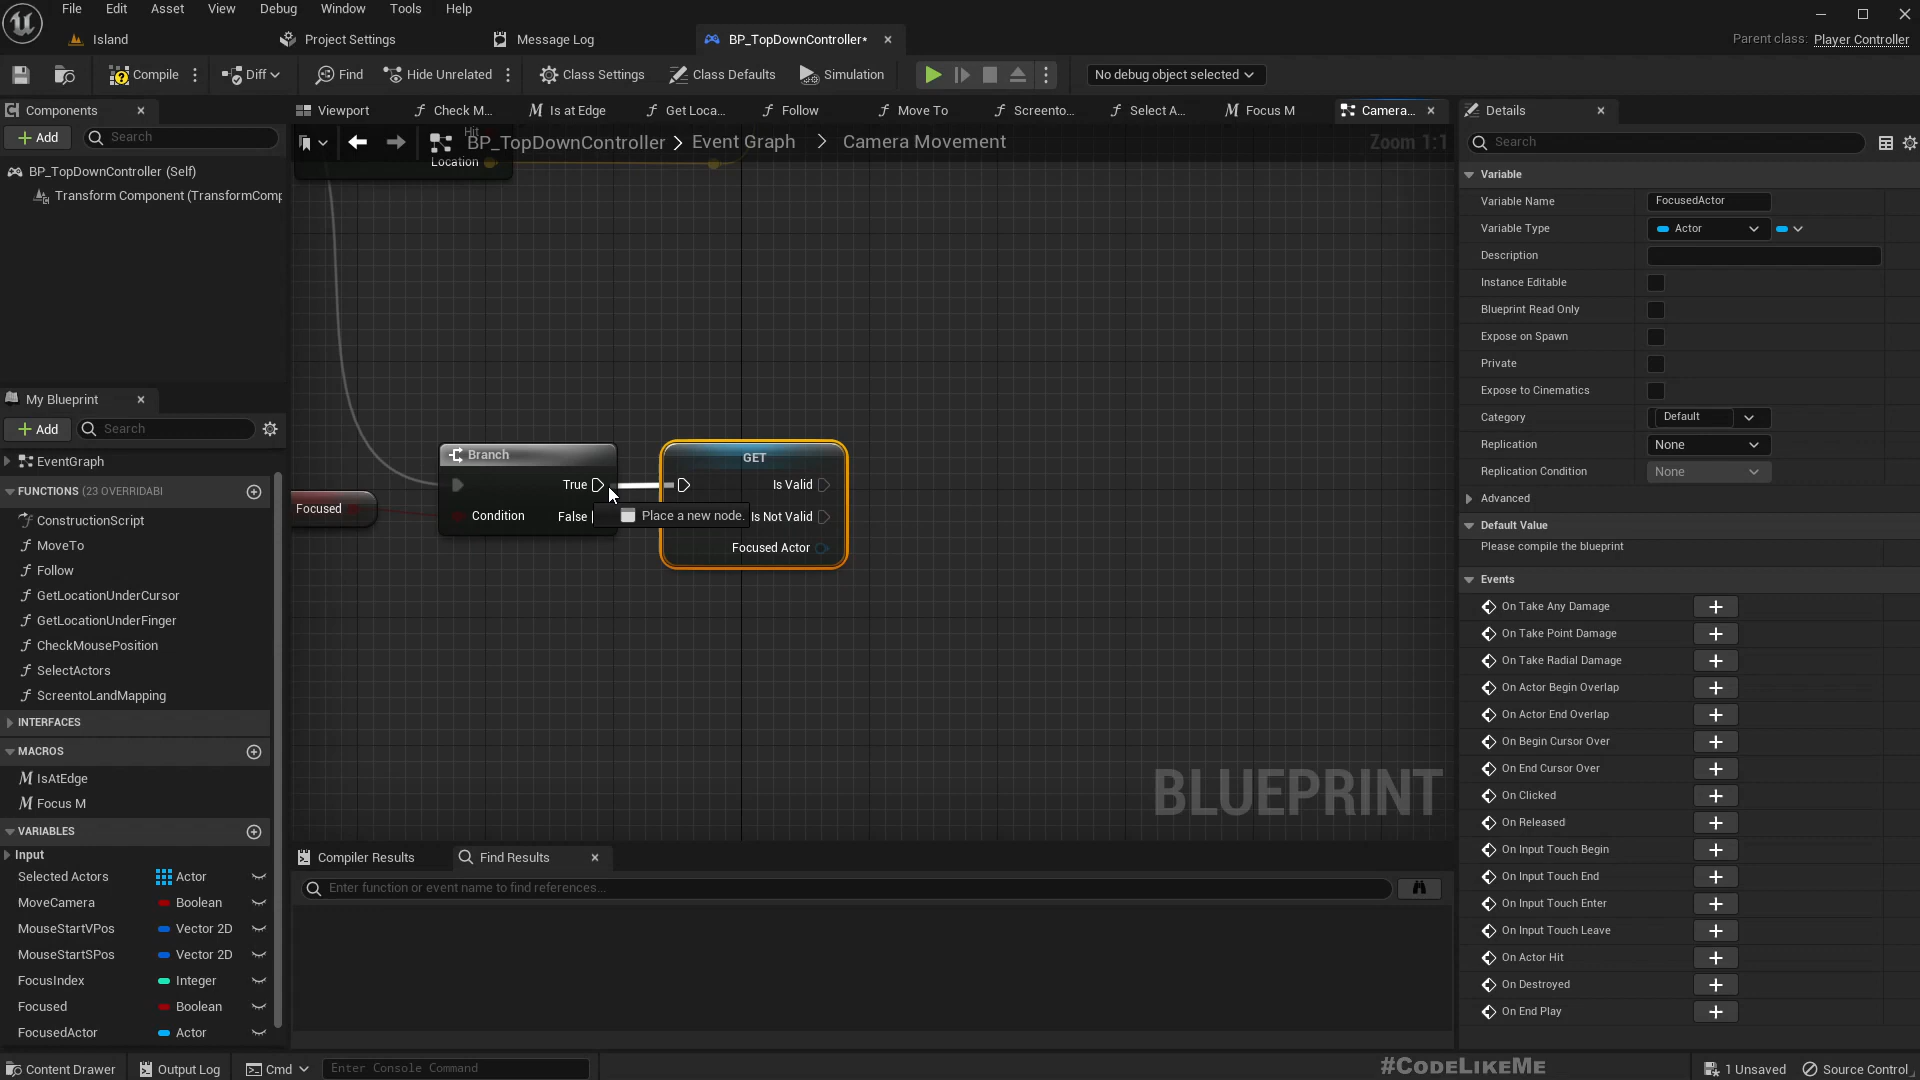 File Edit Asset View Debug Window Tools Help
Island Project Settings Message Log BP_TopDownController*
Parent class: Player Controller
Compile Diff Find Hide Unrelated Class Settings Class Defaults Simulation No debug object selected
Components
Add Search
BP_TopDownController (Self)
Transform Component (TransformComp
Viewport Check M... Is at Edge Get Loca... Follow Move To Screento... Select A... Focus M Camera...
BP_TopDownController > Event Graph > Camera Movement
Zoom 1:1
Hit
Location
Focused
Branch
True
Condition
False
Place a new node.
GET
Is Valid
Is Not Valid
Focused Actor
BLUEPRINT
My Blueprint
Add Search
EventGraph
FUNCTIONS (23 OVERRIDABL
ConstructionScript
MoveTo
Follow
GetLocationUnderCursor
GetLocationUnderFinger
CheckMousePosition
SelectActors
ScreentoLandMapping
INTERFACES
MACROS
IsAtEdge
Focus M
VARIABLES
Input
Selected Actors Actor
MoveCamera Boolean
MouseStartVPos Vector 2D
MouseStartSPos Vector 2D
FocusIndex Integer
Focused Boolean
FocusedActor Actor
Compiler Results Find Results
Enter function or event name to find references...
Details
Search
Variable
Variable Name FocusedActor
Variable Type Actor
Description
Instance Editable
Blueprint Read Only
Expose on Spawn
Private
Expose to Cinematics
Category Default
Replication None
Replication Condition None
Advanced
Default Value
Please compile the blueprint
Events
On Take Any Damage
On Take Point Damage
On Take Radial Damage
On Actor Begin Overlap
On Actor End Overlap
On Begin Cursor Over
On End Cursor Over
On Clicked
On Released
On Input Touch Begin
On Input Touch End
On Input Touch Enter
On Input Touch Leave
On Actor Hit
On Destroyed
On End Play
#CODELIKEME
Content Drawer Output Log Cmd Enter Console Command 1 Unsaved Source Control